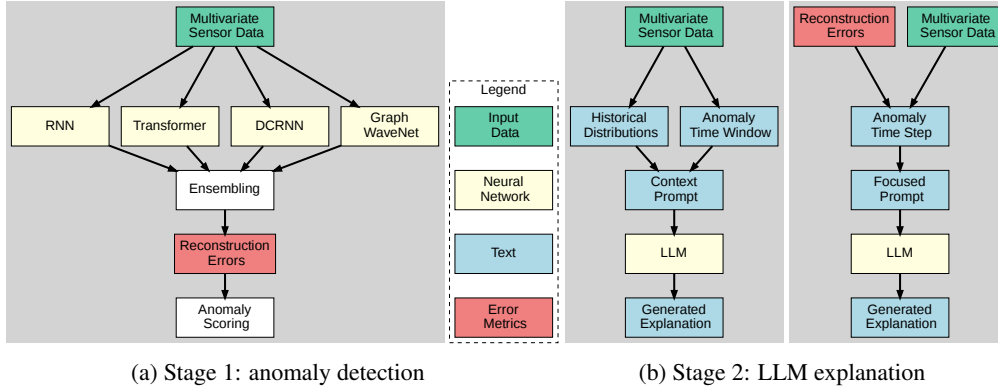 Multivariate
Sensor Data
RNN
Transformer
DCRNN
Graph
WaveNet
Ensembling
Reconstruction
Errors
Anomaly
Scoring
Legend
Input
Data
Neural
Network
Text
Error
Metrics
Multivariate
Sensor Data
Historical
Distributions
Anomaly
Time Window
Context
Prompt
LLM
Generated
Explanation
Reconstruction
Errors
Multivariate
Sensor Data
Anomaly
Time Step
Focused
Prompt
LLM
Generated
Explanation
(a) Stage 1: anomaly detection
(b) Stage 2: LLM explanation